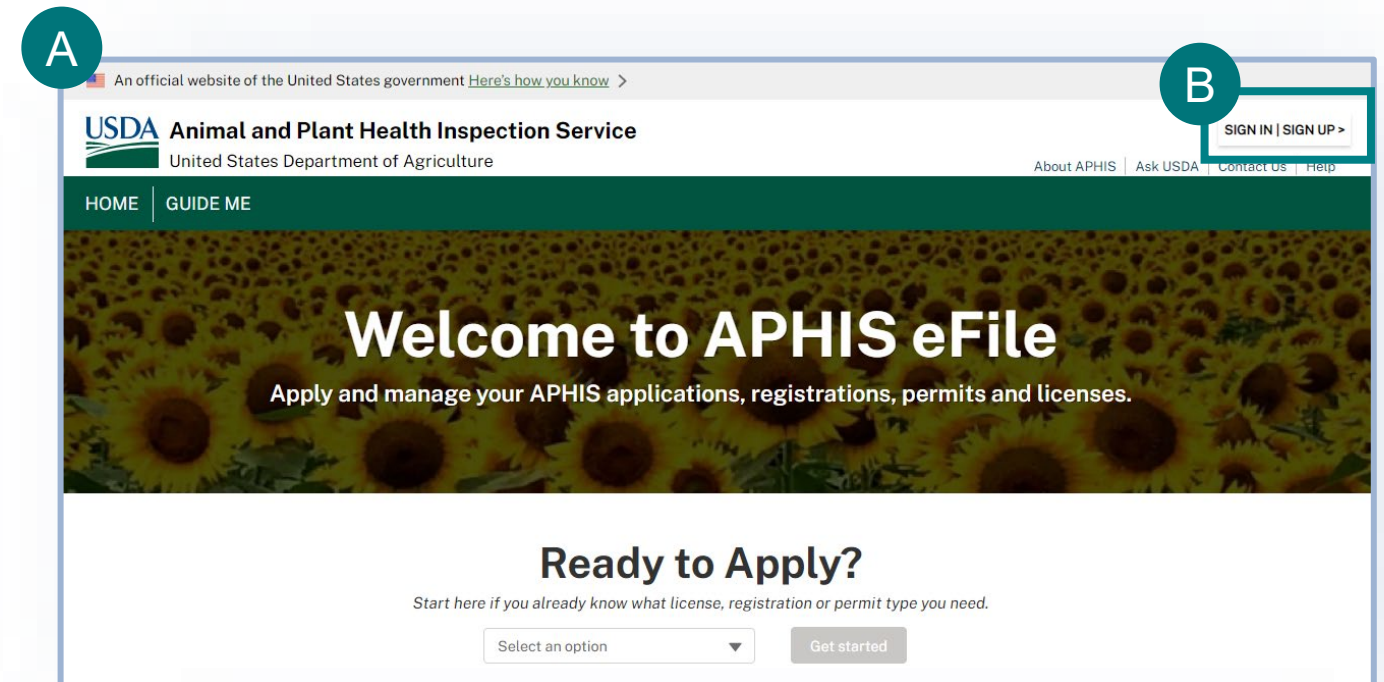 A
An official website of the United States government Here's how you know >
B
USDA Animal and Plant Health Inspection Service
United States Department of Agriculture
SIGN IN | SIGN UP >
About APHIS | Ask USDA | Contact Us | Help
HOME | GUIDE ME
Welcome to APHIS eFile
Apply and manage your APHIS applications, registrations, permits and licenses.
Ready to Apply?
Start here if you already know what license, registration or permit type you need.
Select an option
Get started